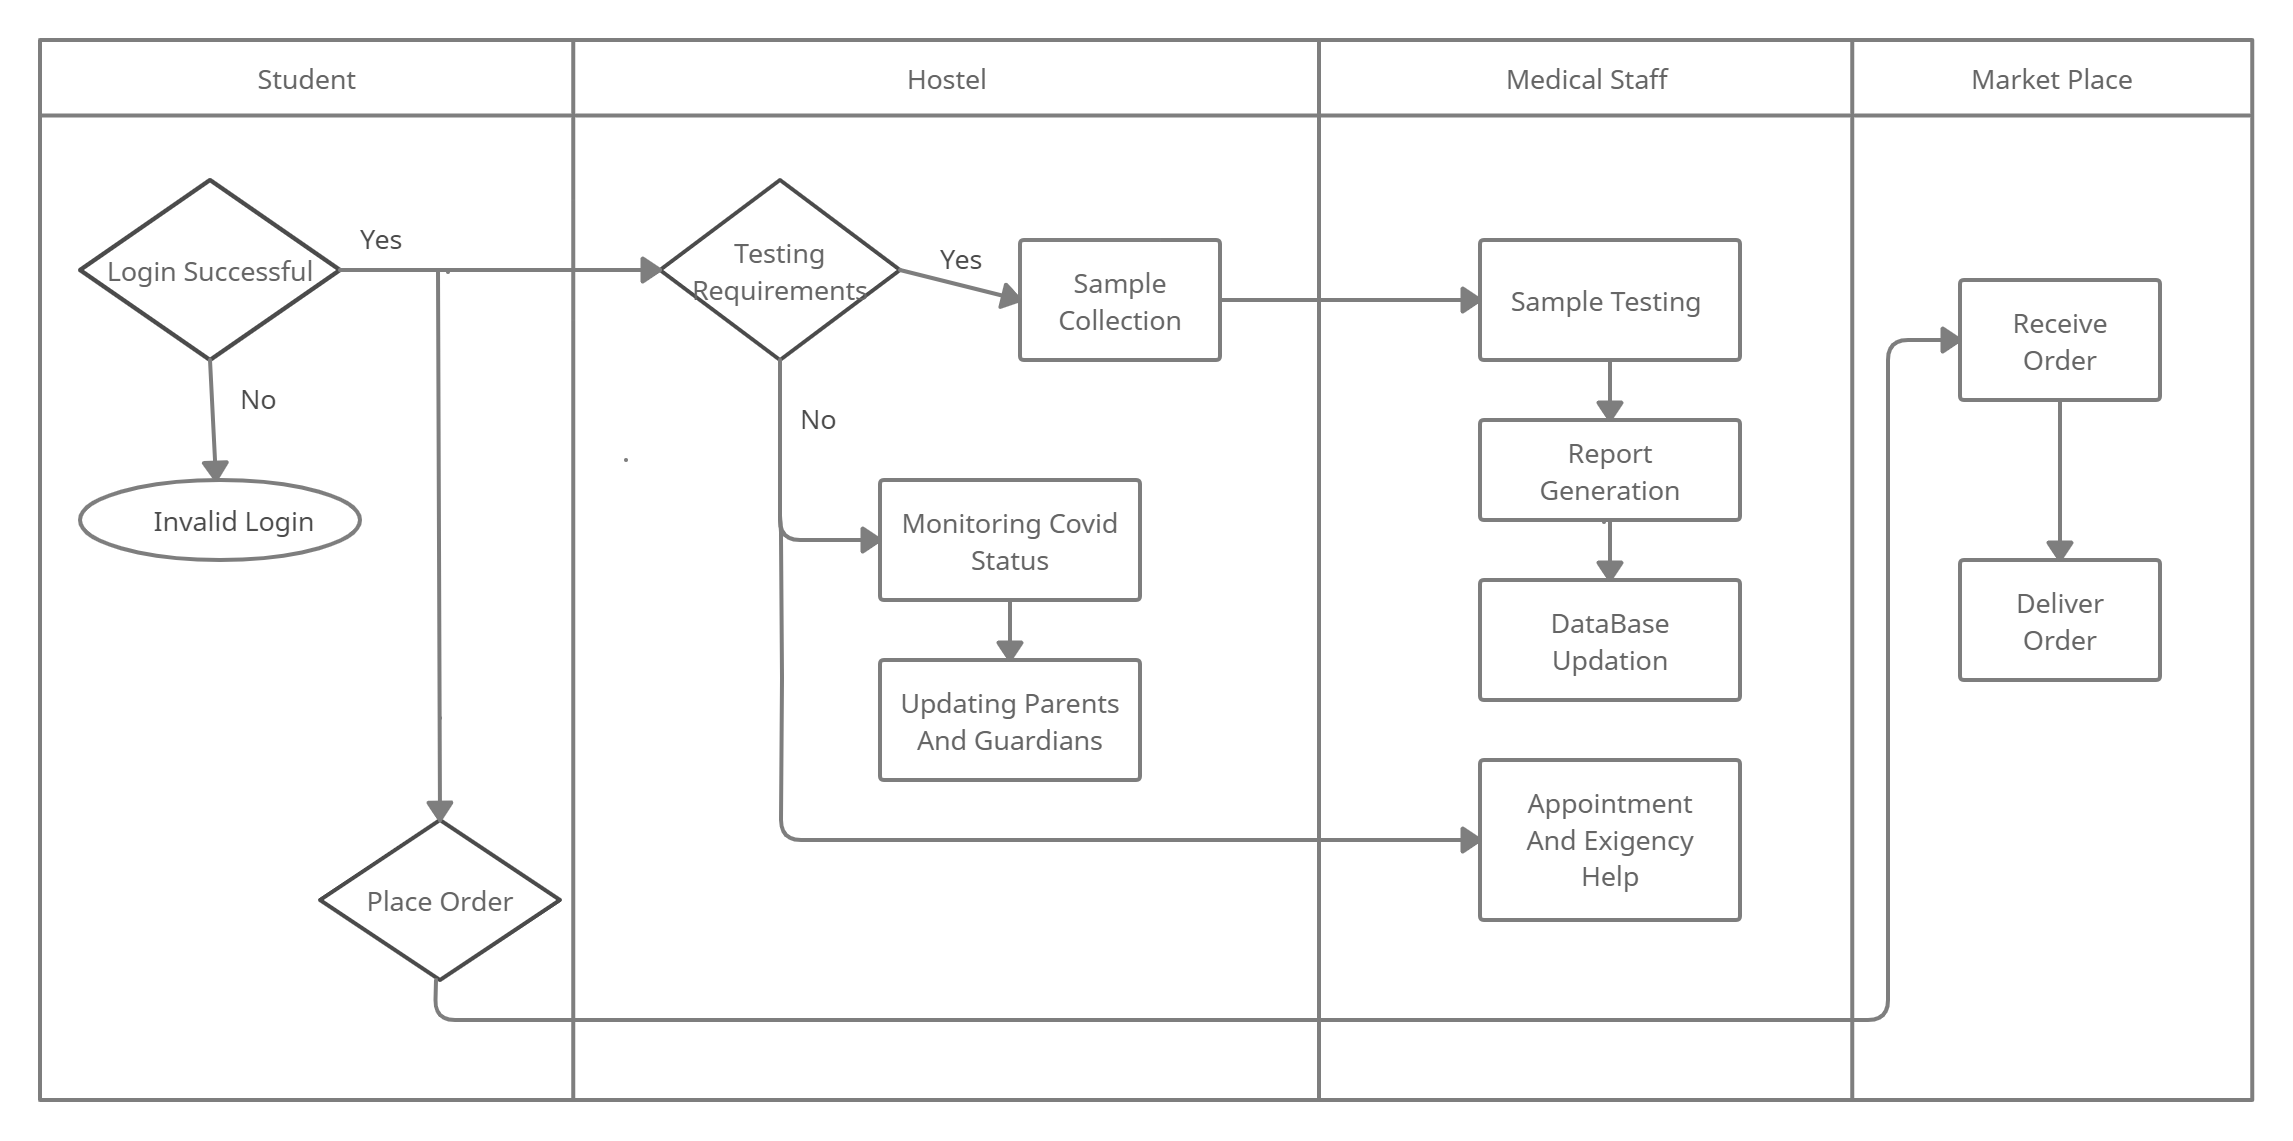 Student
Hostel
Medical Staff
Market Place
Login Successful
Yes
No
Invalid Login
Place Order
Testing
Requirements
Yes
No
Sample
Collection
Monitoring Covid
Status
Updating Parents
And Guardians
Sample Testing
Report
Generation
DataBase
Updation
Appointment
And Exigency
Help
Receive
Order
Deliver
Order